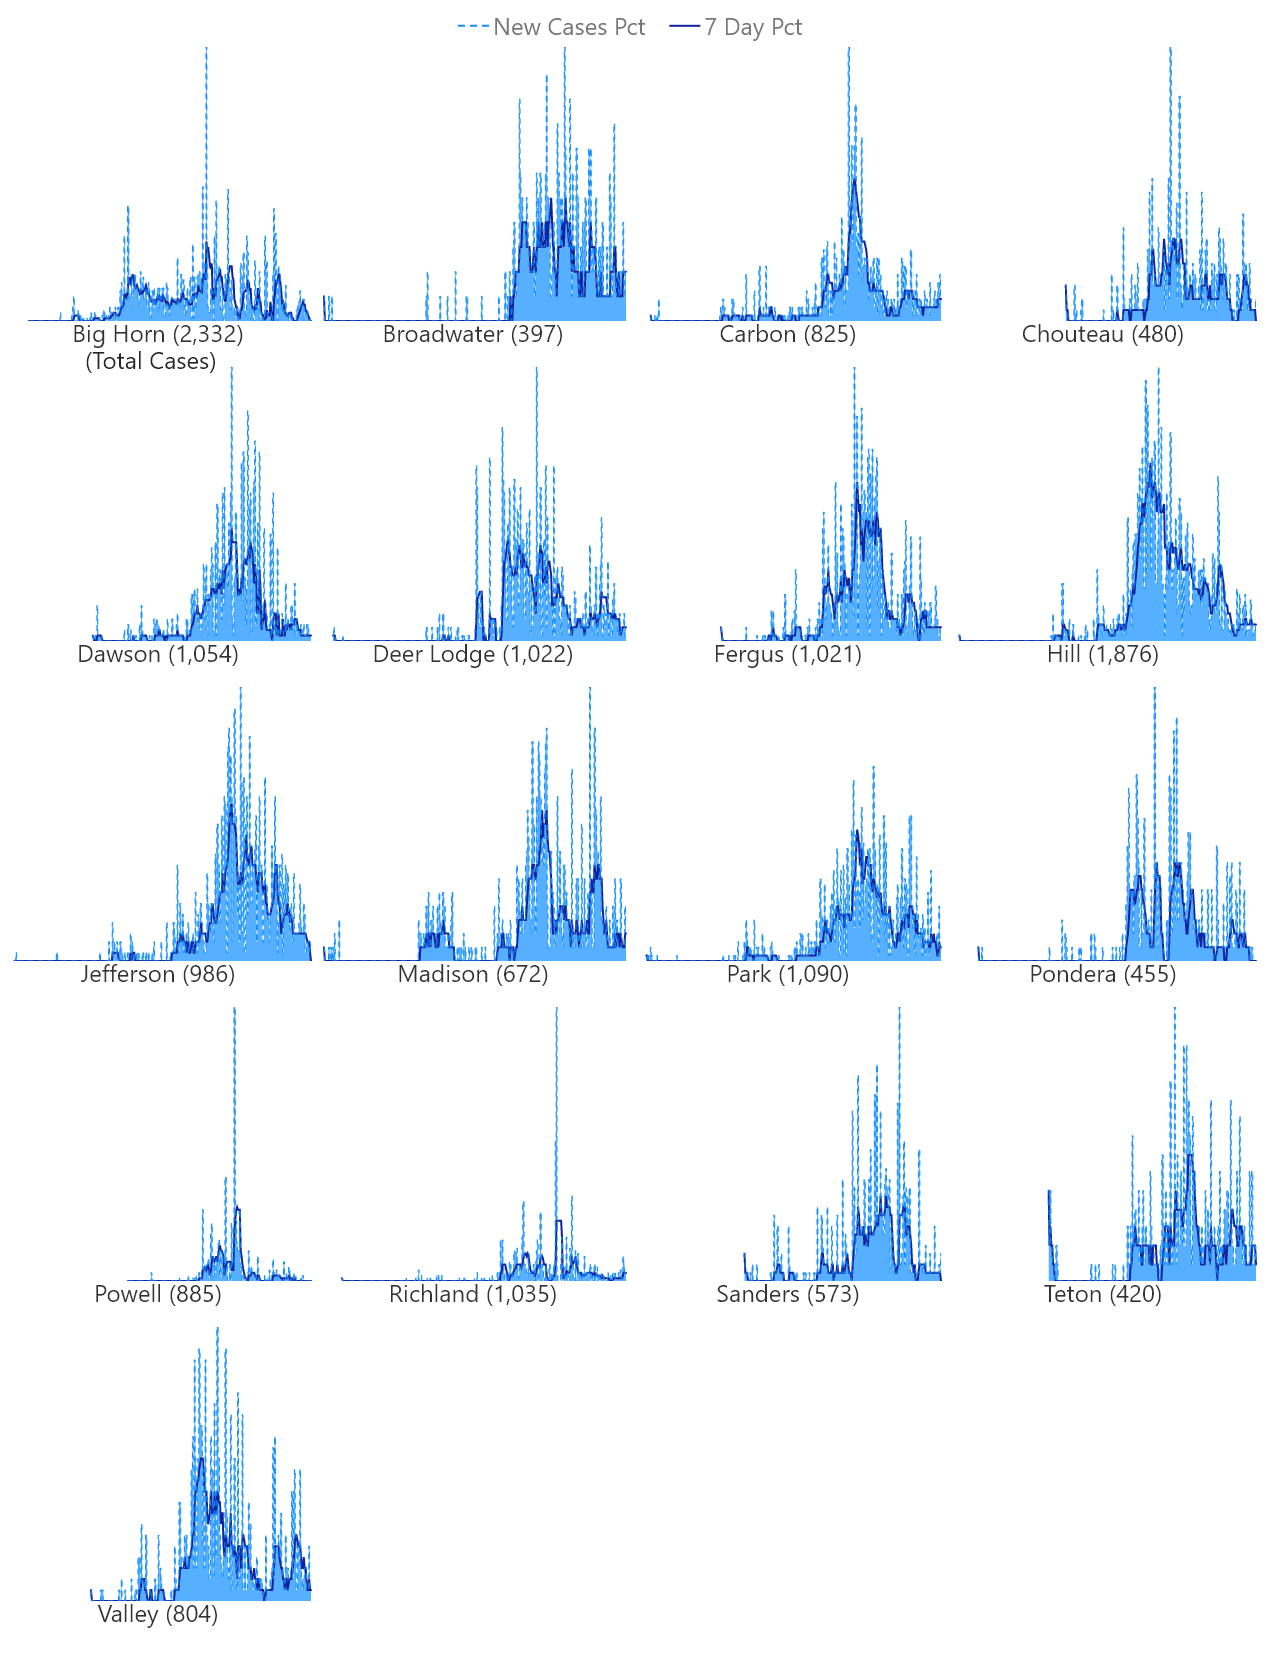 New Cases Pct 7 Day Pct
Big Horn (2,332) Broadwater (397) Carbon (825) Chouteau (480)
(Total Cases)
Dawson (1,054) Deer Lodge (1,022) Fergus (1,021) Hill (1,876)
Jefferson (986) Madison (672) Park (1,090) Pondera (455)
Powell (885) Richland (1,035) Sanders (573) Teton (420)
Valley (804)